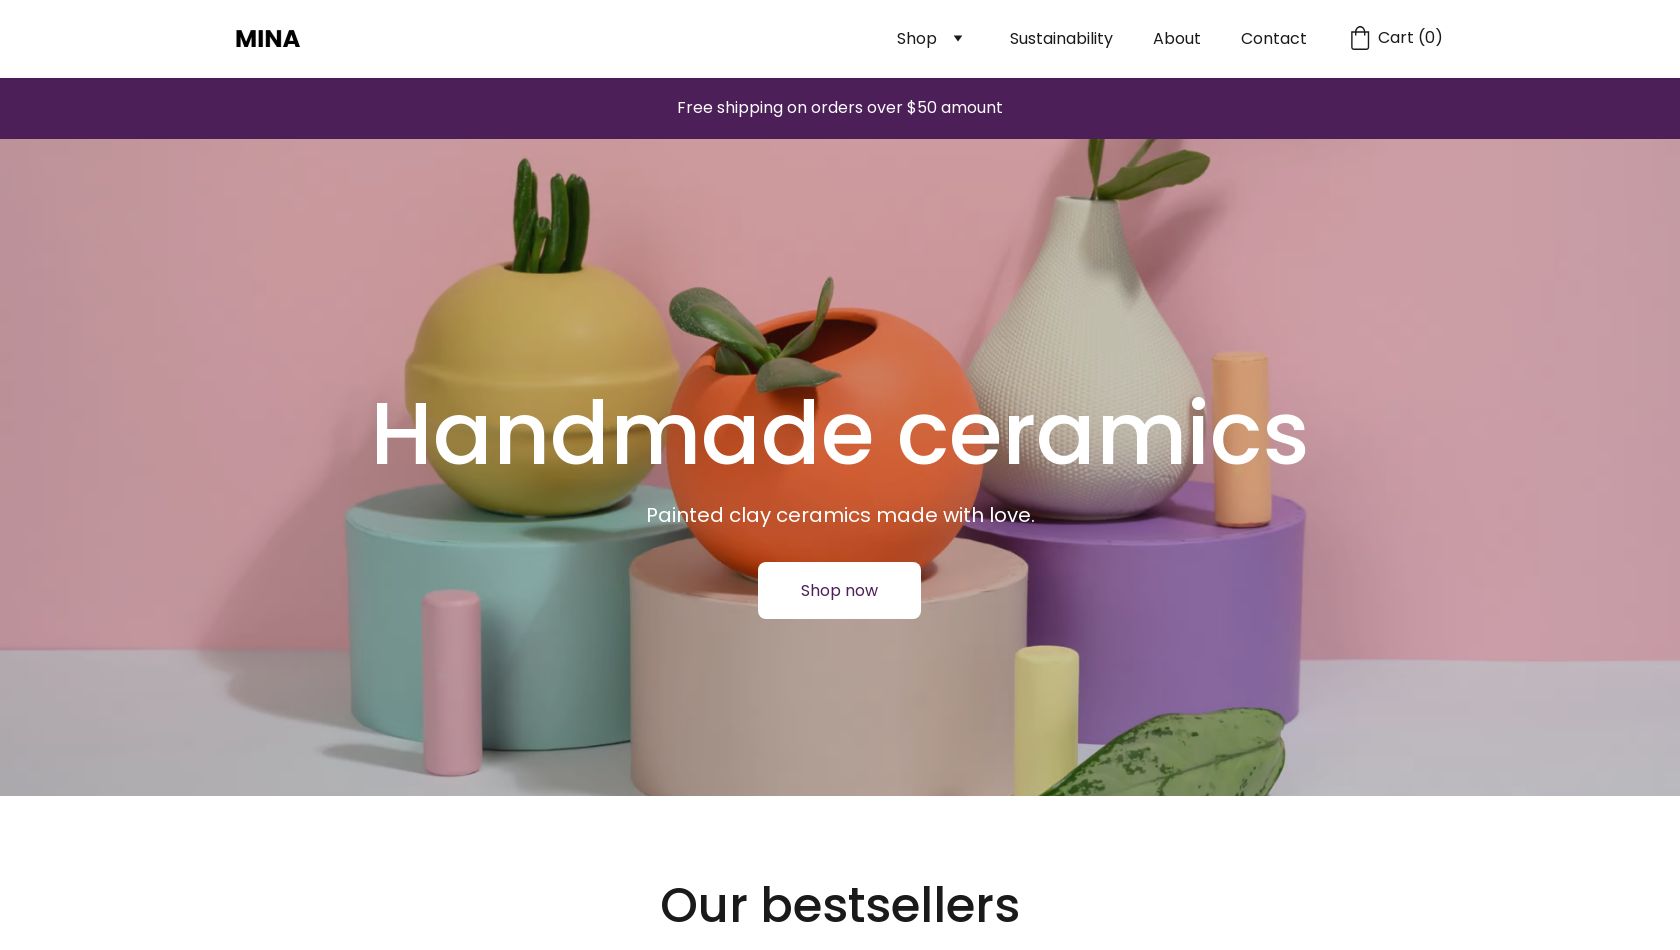 MINA
Shop
Sustainability
About
Contact
Cart (0)
Free shipping on orders over $50 amount
Handmade ceramics
Painted clay ceramics made with love.
Shop now
Our bestsellers